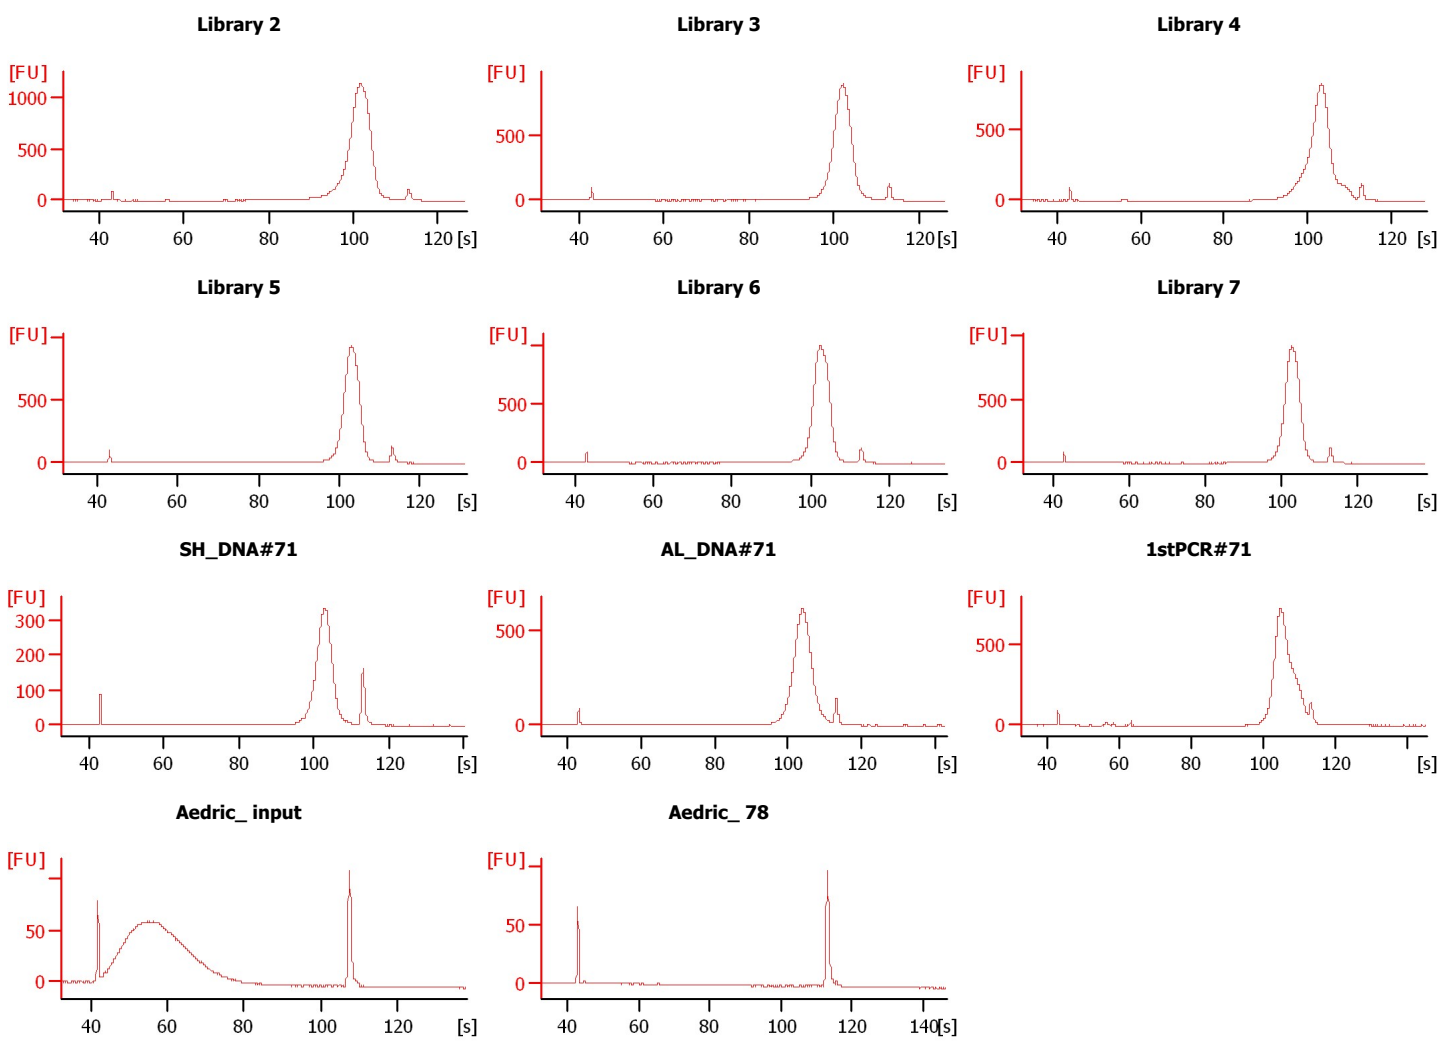 Library 2
Library 3
Library 4
[FU]
1000
500
0
40
60
80
100
120
[s]
[FU]
500
0
40
60
80
100
120
[s]
[FU]
500
0
40
60
80
100
120
[s]
Library 5
Library 6
Library 7
[FU]
500
0
40
60
80
100
120
[s]
[FU]
500
0
40
60
80
100
120
[s]
[FU]
500
0
40
60
80
100
120
[s]
SH_DNA#71
AL_DNA#71
1stPCR#71
[FU]
300
200
100
0
40
60
80
100
120
[s]
[FU]
500
0
40
60
80
100
120
[s]
[FU]
500
0
40
60
80
100
120
[s]
Aedric_ input
Aedric_ 78
[FU]
50
0
40
60
80
100
120
[s]
[FU]
50
0
40
60
80
100
120
140
[s]